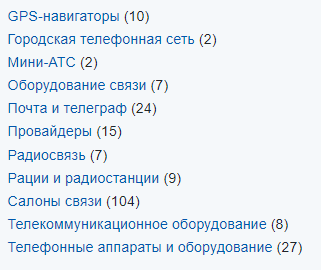 GPS-навигаторы (10)
Городская телефонная сеть (2)
Мини-АТС (2)
Оборудование связи (7)
Почта и телеграф (24)
Провайдеры (15)
Радиосвязь (7)
Рации и радиостанции (9)
Салоны связи (104)
Телекоммуникационное оборудование (8)
Телефонные аппараты и оборудование (27)